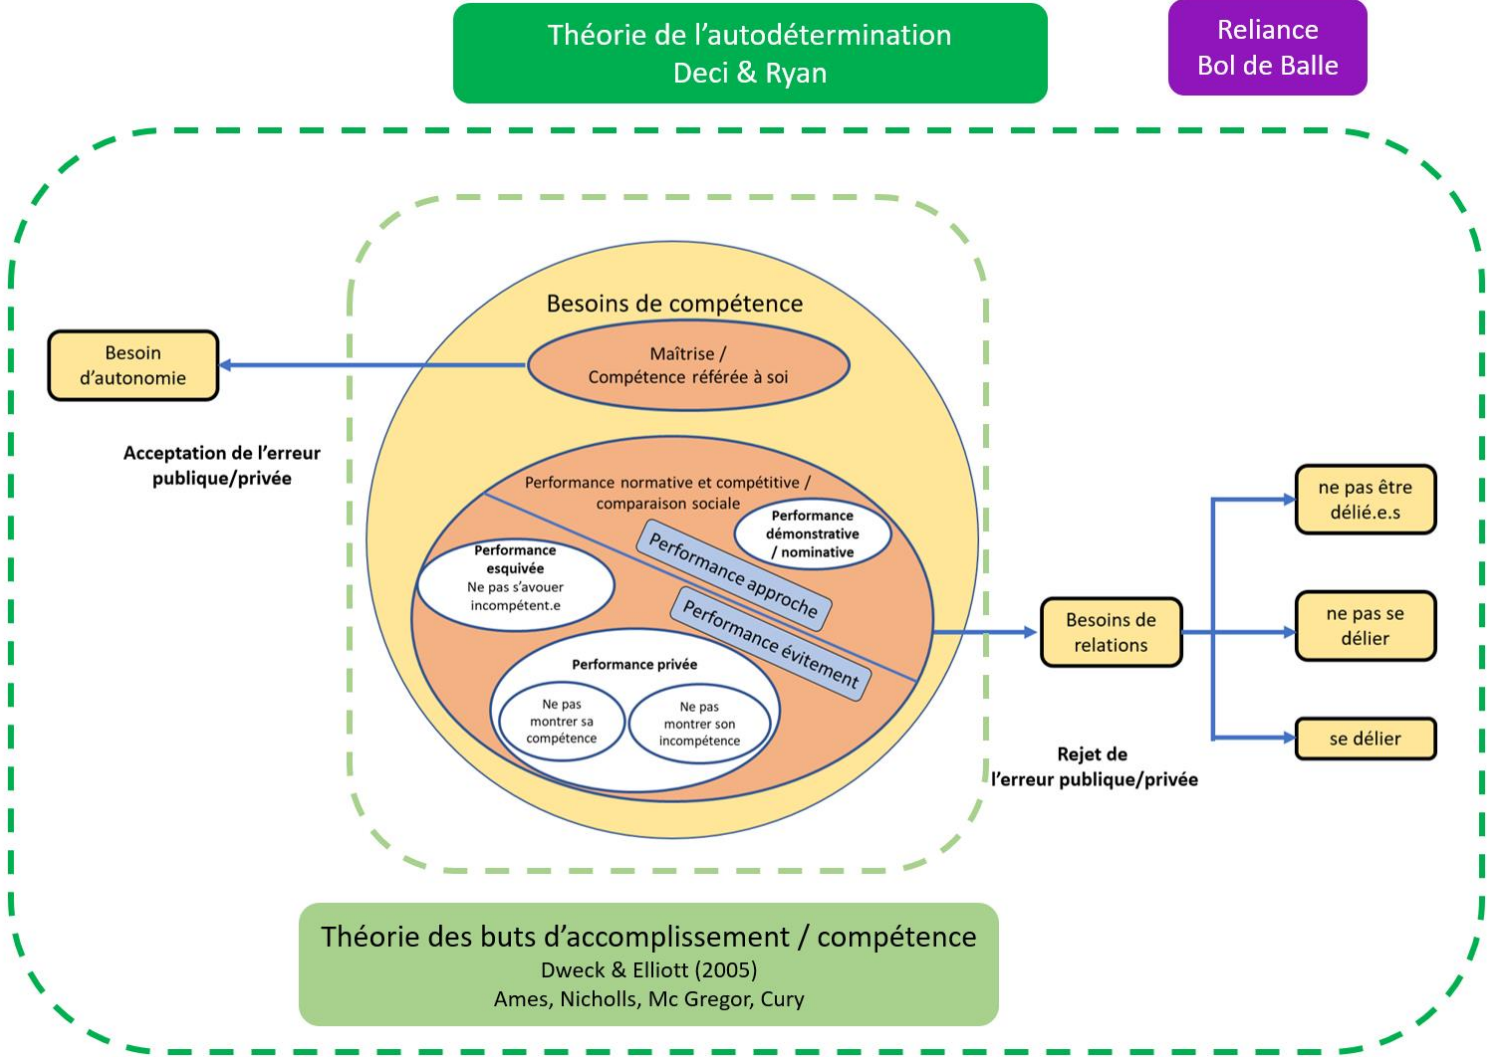 Théorie de l'autodétermination
Deci & Ryan
Reliance
Bol de Balle
Besoins de compétence
Maîtrise /
Compétence référée à soi
Besoin
d'autonomie
Acceptation de l'erreur
publique/privée
Performance normative et compétitive /
comparaison sociale
Performance
démonstrative
/ nominative
Performance approche
Performance
esquivée
Ne pas s'avouer
incompétent.e
Performance évitement
Performance privée
Ne pas
montrer sa
compétence
Ne pas
montrer son
incompétence
Besoins de
relations
ne pas être
délié.e.s
ne pas se
délier
se délier
Rejet de
l'erreur publique/privée
Théorie des buts d'accomplissement / compétence
Dweck & Elliott (2005)
Ames, Nicholls, Mc Gregor, Cury